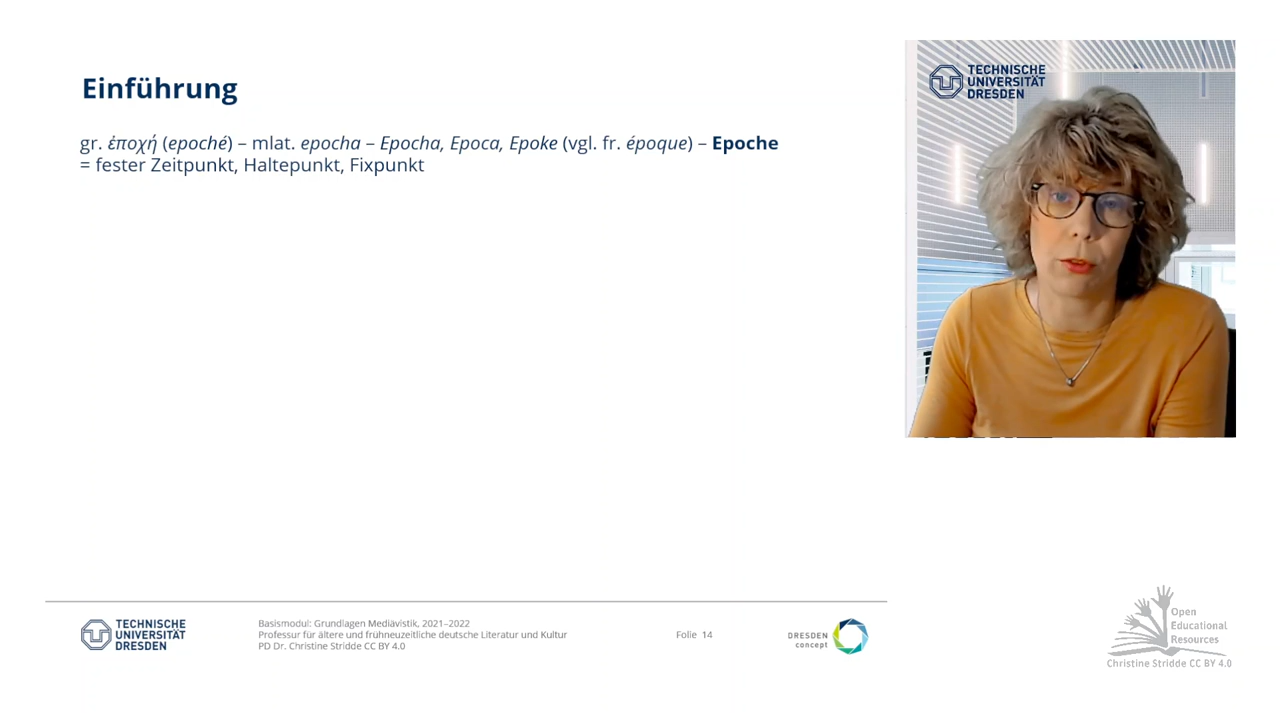 Einführung
gr. ἐποχή (epoché) – mlat. epocha – Epocha, Epoca, Epoke (vgl. fr. époque) – Epoche
= fester Zeitpunkt, Haltepunkt, Fixpunkt
TECHNISCHE
UNIVERSITÄT
DRESDEN
TECHNISCHE
UNIVERSITÄT
DRESDEN
Basismodul: Grundlagen Mediävistik, 2021–2022
Professur für ältere und frühneuzeitliche deutsche Literatur und Kultur
PD Dr. Christine Stridde CC BY 4.0
Folie 14
DRESDEN
concept
Open
Educational
Resources
Christine Stridde CC BY 4.0